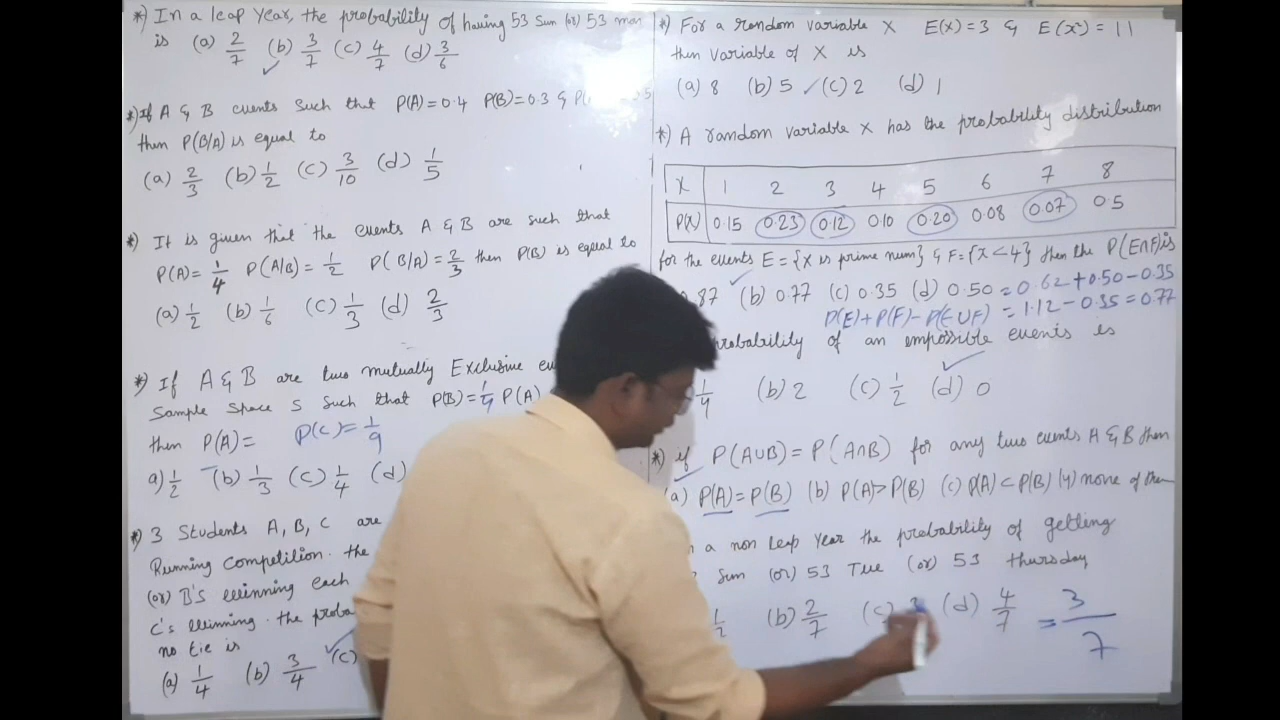 *) In a leap year, the probability of having 53 Sun (or) 53 mon
is (a) 2/7 (b) 3/7 (c) 4/7 (d) 3/6
*) If A & B events such that P(A)=0.4 P(B)=0.3 & P(
then P(B/A) is equal to
(a) 2/3 (b) 1/2 (c) 3/10 (d) 1/5
*) It is given that the events A & B are such that
P(A)= 1/4 P(A/B)= 1/2 P(B/A)= 2/3 then P(B) is equal to
(a) 1/2 (b) 1/6 (C) 1/3 (d) 2/3
*) If A & B are two mutually Exclusive
Sample Space S Such that P(B)= P(A)
then P(A)= P(C)= 1/9
a) 1/2 (b) 1/3 (C) 1/4 (d)
*) 3 Students A, B, C are
Running Competition. the
(or) B's winning each
C's winning. the proba
no tie is
(a) 1/4 (b) 3/4 (C)
*) For a random variable X E(X)=3 & E(X²)=11
then variable of X is
(a) 8 (b) 5 (c) 2 (d) 1
*) A random variable X has the probability distribution
X 1 2 3 4 5 6 7 8
P(X) 0.15 0.23 0.12 0.10 0.20 0.08 0.07 0.5
for the events E={X is prime num} & F={X<4} then the P(E∩F) is
87 (b) 0.77 (c) 0.35 (d) 0.50 = 0.62+0.50-0.35
P(E)+P(F)-P(E∪F) = 1.12-0.35=0.77
robability of an impossible events is
1/4 (b) 2 (C) 1/2 (d) 0
*) if P(A∪B)=P(A∩B) for any two events A & B then
(a) P(A)=P(B) (b) P(A)>P(B) (c) P(A)<P(B) (4) none of them
a non leap year the probability of getting
Sun (or) 53 Tue (or) 53 thursday
1/2 (b) 2/7 (c) (d) 4/7 = 3/7